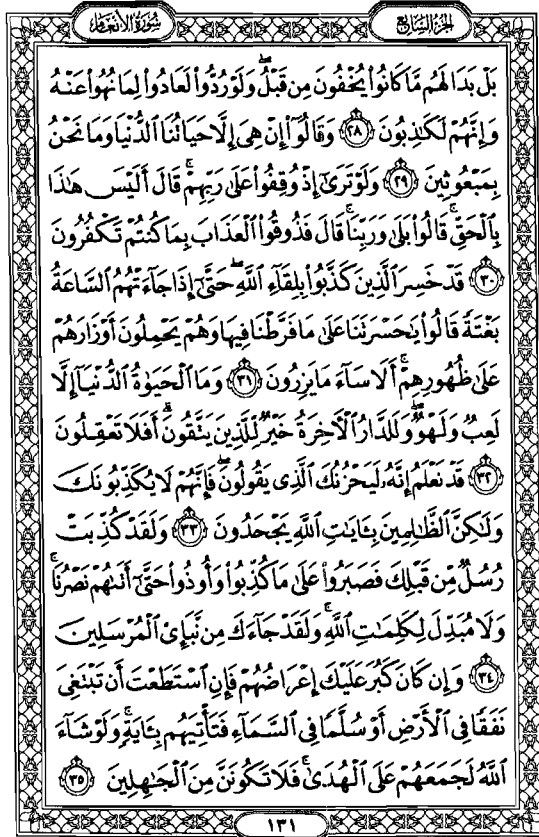 سُورَةُ الأنعَام
الجزء السابع
بَلْ بَدَا لَهُم مَّا كَانُوا۟ يُخْفُونَ مِن قَبْلُ ۖ وَلَوْ رُدُّوا۟ لَعَادُوا۟ لِمَا نُهُوا۟ عَنْهُ
وَإِنَّهُمْ لَكَـٰذِبُونَ ﴿٢٨﴾ وَقَالُوٓا۟ إِنْ هِىَ إِلَّا حَيَاتُنَا ٱلدُّنْيَا وَمَا نَحْنُ
بِمَبْعُوثِينَ ﴿٢٩﴾ وَلَوْ تَرَىٰٓ إِذْ وُقِفُوا۟ عَلَىٰ رَبِّهِمْ ۚ قَالَ أَلَيْسَ هَـٰذَا
بِٱلْحَقِّ ۚ قَالُوا۟ بَلَىٰ وَرَبِّنَا ۚ قَالَ فَذُوقُوا۟ ٱلْعَذَابَ بِمَا كُنتُمْ تَكْفُرُونَ
﴿٣٠﴾ قَدْ خَسِرَ ٱلَّذِينَ كَذَّبُوا۟ بِلِقَآءِ ٱللَّهِ ۖ حَتَّىٰٓ إِذَا جَآءَتْهُمُ ٱلسَّاعَةُ
بَغْتَةً قَالُوا۟ يَـٰحَسْرَتَنَا عَلَىٰ مَا فَرَّطْنَا فِيهَا وَهُمْ يَحْمِلُونَ أَوْزَارَهُمْ
عَلَىٰ ظُهُورِهِمْ ۚ أَلَا سَآءَ مَا يَزِرُونَ ﴿٣١﴾ وَمَا ٱلْحَيَوٰةُ ٱلدُّنْيَآ إِلَّا
لَعِبٌ وَلَهْوٌ ۖ وَلَلدَّارُ ٱلْـَٔاخِرَةُ خَيْرٌ لِّلَّذِينَ يَتَّقُونَ ۗ أَفَلَا تَعْقِلُونَ
﴿٣٢﴾ قَدْ نَعْلَمُ إِنَّهُۥ لَيَحْزُنُكَ ٱلَّذِى يَقُولُونَ ۖ فَإِنَّهُمْ لَا يُكَذِّبُونَكَ
وَلَـٰكِنَّ ٱلظَّـٰلِمِينَ بِـَٔايَـٰتِ ٱللَّهِ يَجْحَدُونَ ﴿٣٣﴾ وَلَقَدْ كُذِّبَتْ
رُسُلٌ مِّن قَبْلِكَ فَصَبَرُوا۟ عَلَىٰ مَا كُذِّبُوا۟ وَأُوذُوا۟ حَتَّىٰٓ أَتَىٰهُمْ نَصْرُنَا ۚ
وَلَا مُبَدِّلَ لِكَلِمَـٰتِ ٱللَّهِ ۚ وَلَقَدْ جَآءَكَ مِن نَّبَإِى۟ ٱلْمُرْسَلِينَ
﴿٣٤﴾ وَإِن كَانَ كَبُرَ عَلَيْكَ إِعْرَاضُهُمْ فَإِنِ ٱسْتَطَعْتَ أَن تَبْتَغِىَ
نَفَقًا فِى ٱلْأَرْضِ أَوْ سُلَّمًا فِى ٱلسَّمَآءِ فَتَأْتِيَهُم بِـَٔايَةٍ ۚ وَلَوْ شَآءَ
ٱللَّهُ لَجَمَعَهُمْ عَلَى ٱلْهُدَىٰ ۚ فَلَا تَكُونَنَّ مِنَ ٱلْجَـٰهِلِينَ ﴿٣٥﴾
١٣١